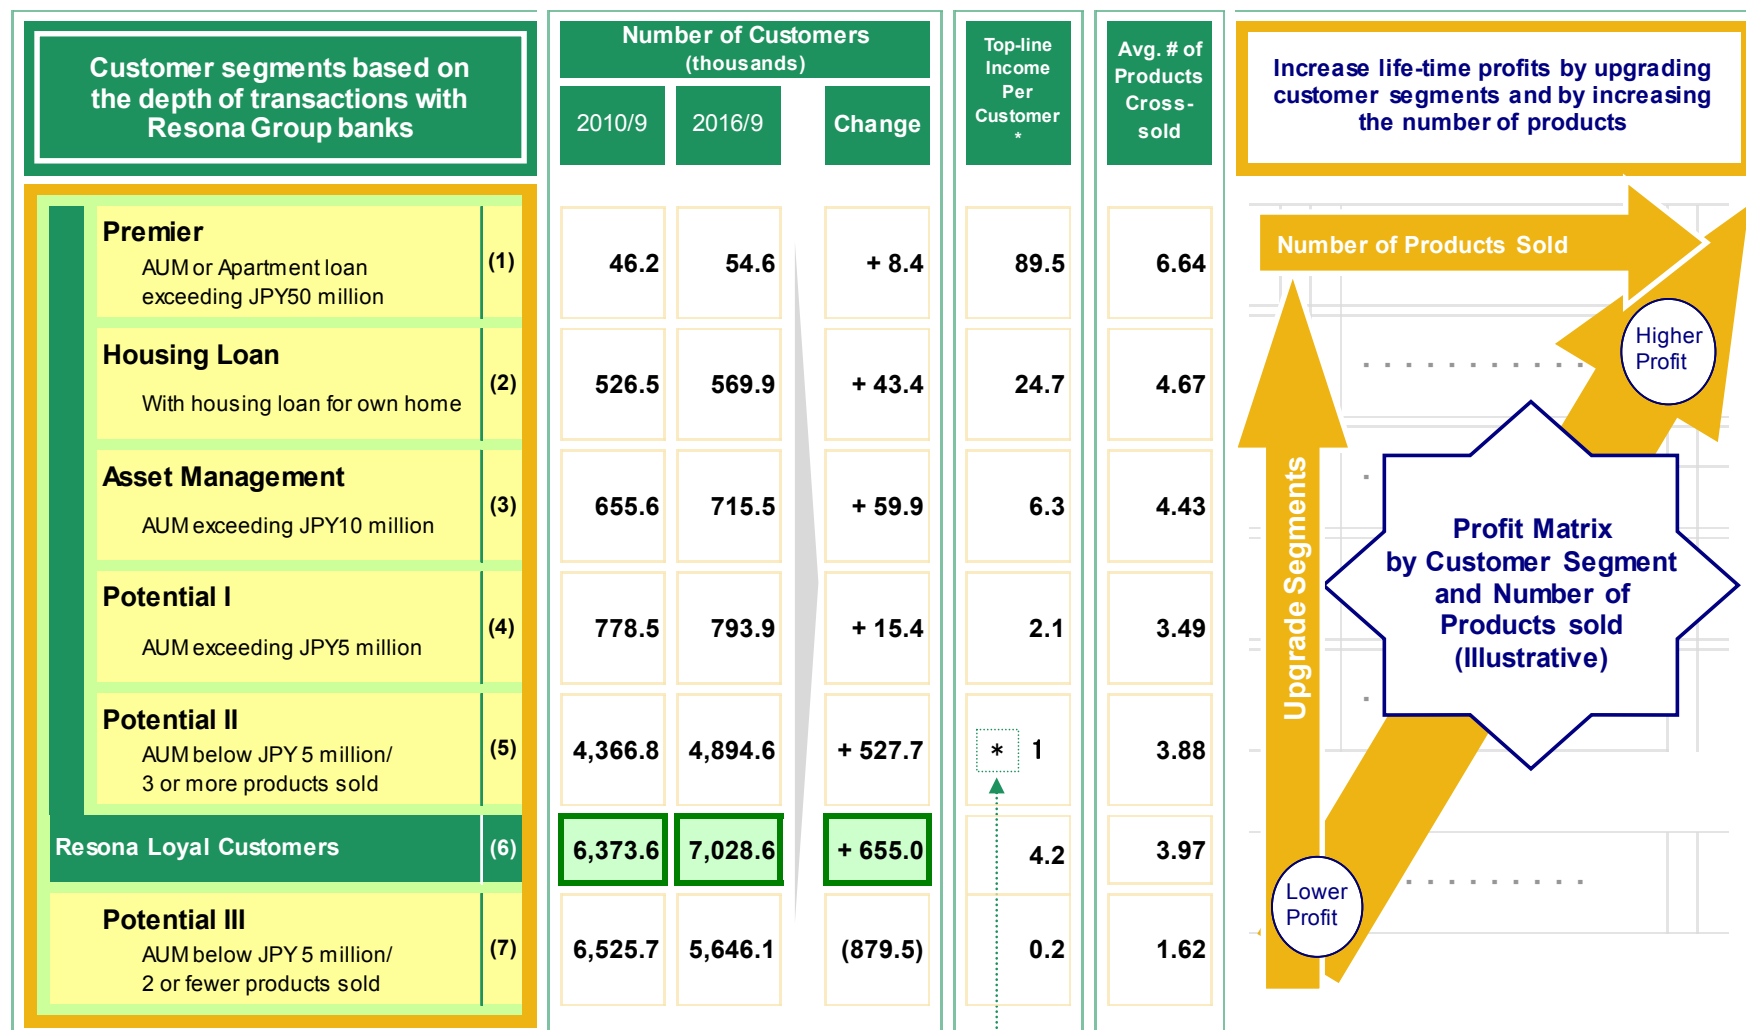 Customer segments based on
the depth of transactions with
Resona Group banks
Number of Customers
(thousands)
2010/9 2016/9 Change
Top-line
Income
Per
Customer
*
Avg. # of
Products
Cross-
sold
Increase life-time profits by upgrading
customer segments and by increasing
the number of products
Premier
AUM or Apartment loan
exceeding JPY50 million
(1) 46.2 54.6 + 8.4 89.5 6.64
Housing Loan
With housing loan for own home
(2) 526.5 569.9 + 43.4 24.7 4.67
Asset Management
AUM exceeding JPY10 million
(3) 655.6 715.5 + 59.9 6.3 4.43
Potential I
AUM exceeding JPY5 million
(4) 778.5 793.9 + 15.4 2.1 3.49
Potential II
AUM below JPY 5 million/
3 or more products sold
(5) 4,366.8 4,894.6 + 527.7 * 1 3.88
Resona Loyal Customers (6) 6,373.6 7,028.6 + 655.0 4.2 3.97
Potential III
AUM below JPY 5 million/
2 or fewer products sold
(7) 6,525.7 5,646.1 (879.5) 0.2 1.62
Number of Products Sold
Higher
Profit
Upgrade Segments
Profit Matrix
by Customer Segment
and Number of
Products sold
(Illustrative)
Lower
Profit